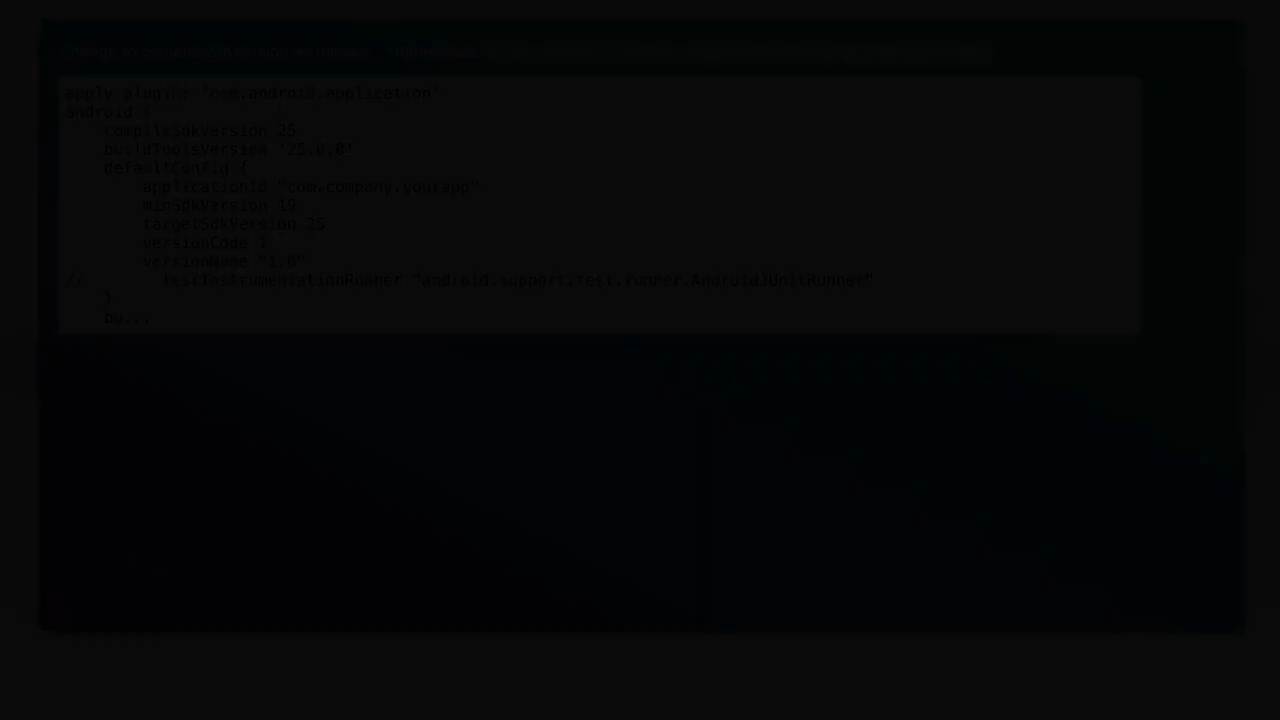 apply plugin: 'com.android.application'
android {
    compileSdkVersion 25
    buildToolsVersion '25.0.0'
    defaultConfig {
        applicationId "com.company.yourapp"
        minSdkVersion 19
        targetSdkVersion 25
        versionCode 1
        versionName "1.0"
//        testInstrumentationRunner "android.support.test.runner.AndroidJUnitRunner"
    }
    bu...